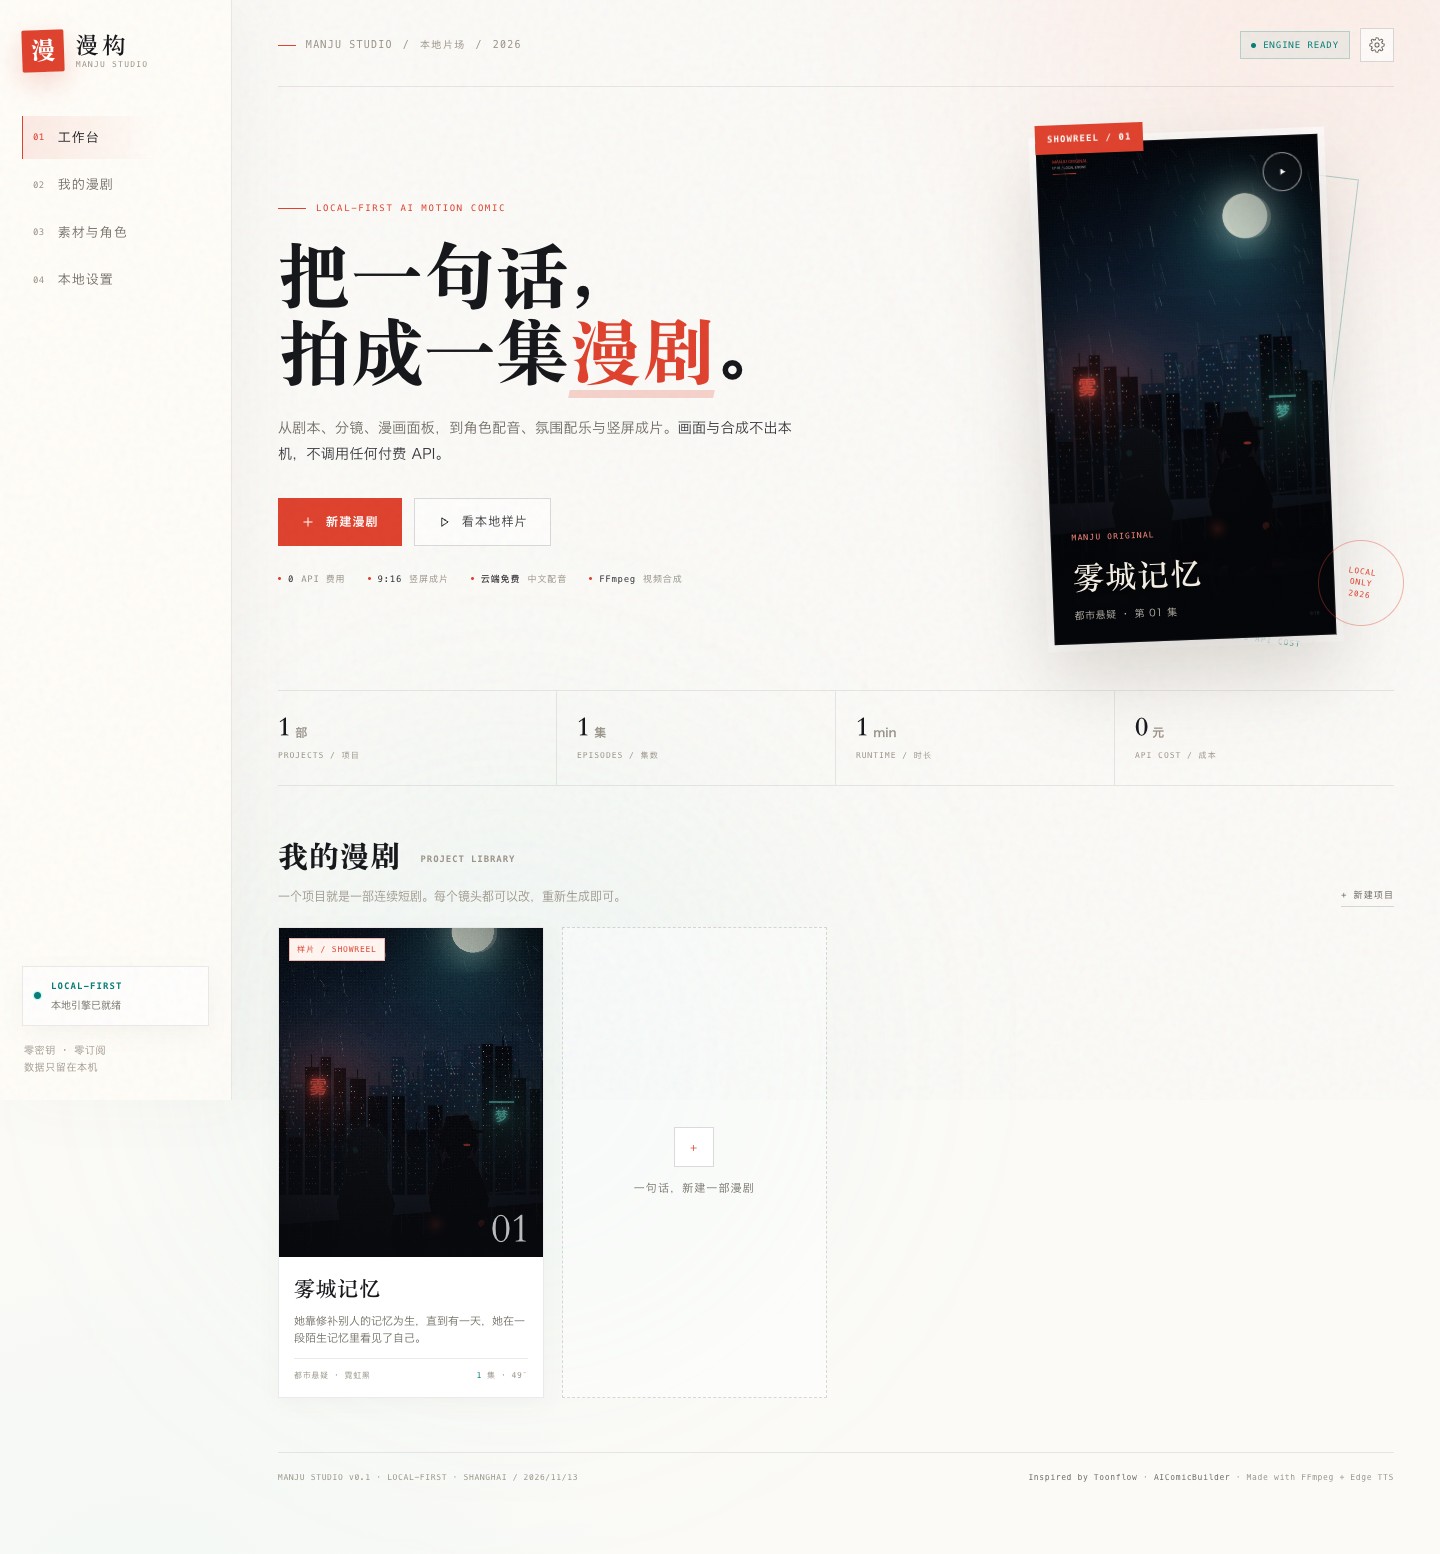 漫
漫构
MANJU STUDIO
01 工作台
02 我的漫剧
03 素材与角色
04 本地设置
LOCAL-FIRST
本地引擎已就绪
零密钥 · 零订阅
数据只留在本机
MANJU STUDIO / 本地片场 / 2026
ENGINE READY
LOCAL-FIRST AI MOTION COMIC
把一句话，
拍成一集漫剧。
从剧本、分镜、漫画面板，到角色配音、氛围配乐与竖屏成片。画面与合成不出本
机，不调用任何付费 API。
+ 新建漫剧
看本地样片
0 API 费用
9:16 竖屏成片
云端免费 中文配音
FFmpeg 视频合成
SHOWREEL / 01
MANJU ORIGINAL
雾
梦
MANJU ORIGINAL
雾城记忆
都市悬疑 · 第 01 集
LOCAL
ONLY
2026
COST
1 部
PROJECTS / 项目
1 集
EPISODES / 集数
1 min
RUNTIME / 时长
0 元
API COST / 成本
我的漫剧 PROJECT LIBRARY
一个项目就是一部连续短剧。每个镜头都可以改，重新生成即可。
+ 新建项目
样片 / SHOWREEL
雾
梦
01
雾城记忆
她靠修补别人的记忆为生，直到有一天，她在一
段陌生记忆里看见了自己。
都市悬疑 · 霓虹黑
1 集 · 49″
+
一句话，新建一部漫剧
MANJU STUDIO v0.1 · LOCAL-FIRST · SHANGHAI / 2026/11/13
Inspired by Toonflow · AIComicBuilder · Made with FFmpeg + Edge TTS